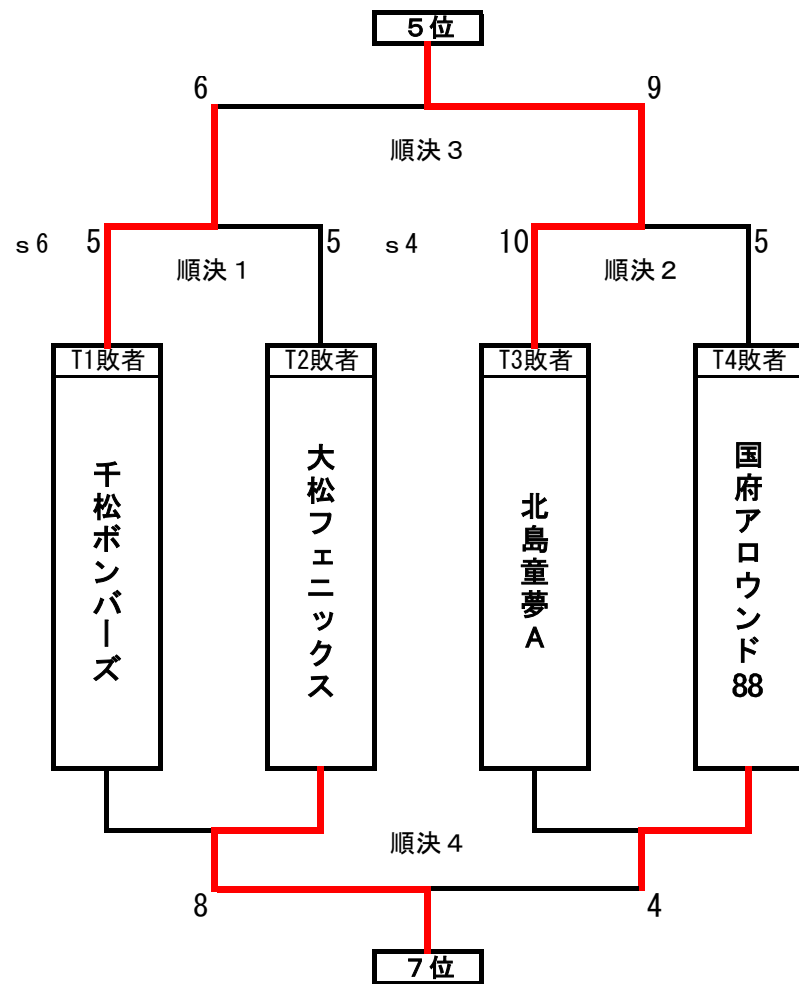 ５位
6 9
順決３
ｓ6 5 5 ｓ4 10 5
順決１ 順決２
T1敗者 T2敗者 T3敗者 T4敗者
千松ボンバーズ
大松フェニックス
北島童夢Ａ
国府アロウンド88
順決４
8 4
７位